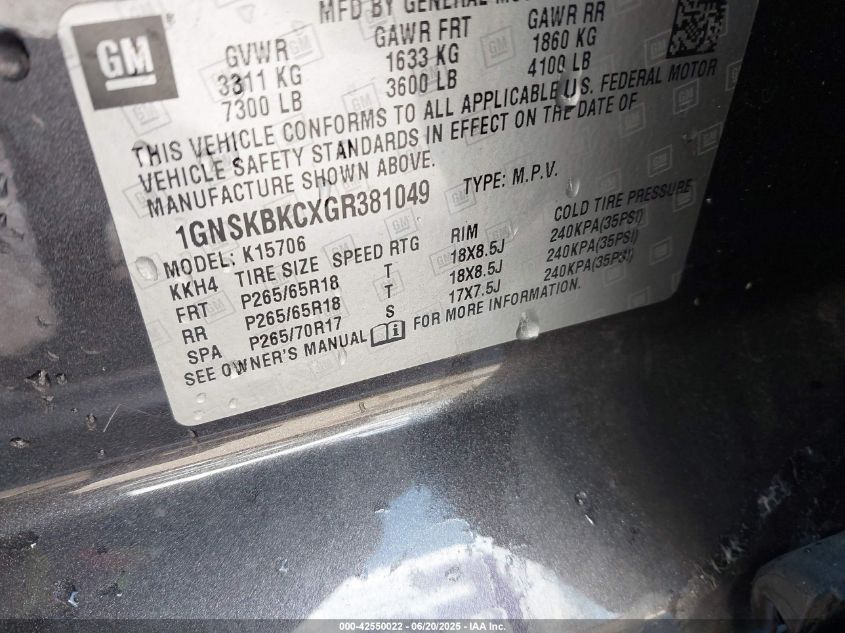 MFD BY GENERAL
GM
GVWR
GAWR FRT
GAWR RR
3311 KG
1633 KG
1860 KG
7300 LB
3600 LB
4100 LB
THIS VEHICLE CONFORMS TO ALL APPLICABLE U.S. FEDERAL MOTOR
VEHICLE SAFETY STANDARDS IN EFFECT ON THE DATE OF
MANUFACTURE SHOWN ABOVE.
1GNSKBKCXGR381049 TYPE: M.P.V.
MODEL: K15706
KKH4 TIRE SIZE SPEED RTG RIM COLD TIRE PRESSURE
FRT P265/65R18 T 18X8.5J 240KPA(35PSI)
RR P265/65R18 T 18X8.5J 240KPA(35PSI)
SPA P265/70R17 S 17X7.5J 240KPA(35PSI)
SEE OWNER'S MANUAL FOR MORE INFORMATION.
000-42550022 - 06/20/2025 - IAA Inc.